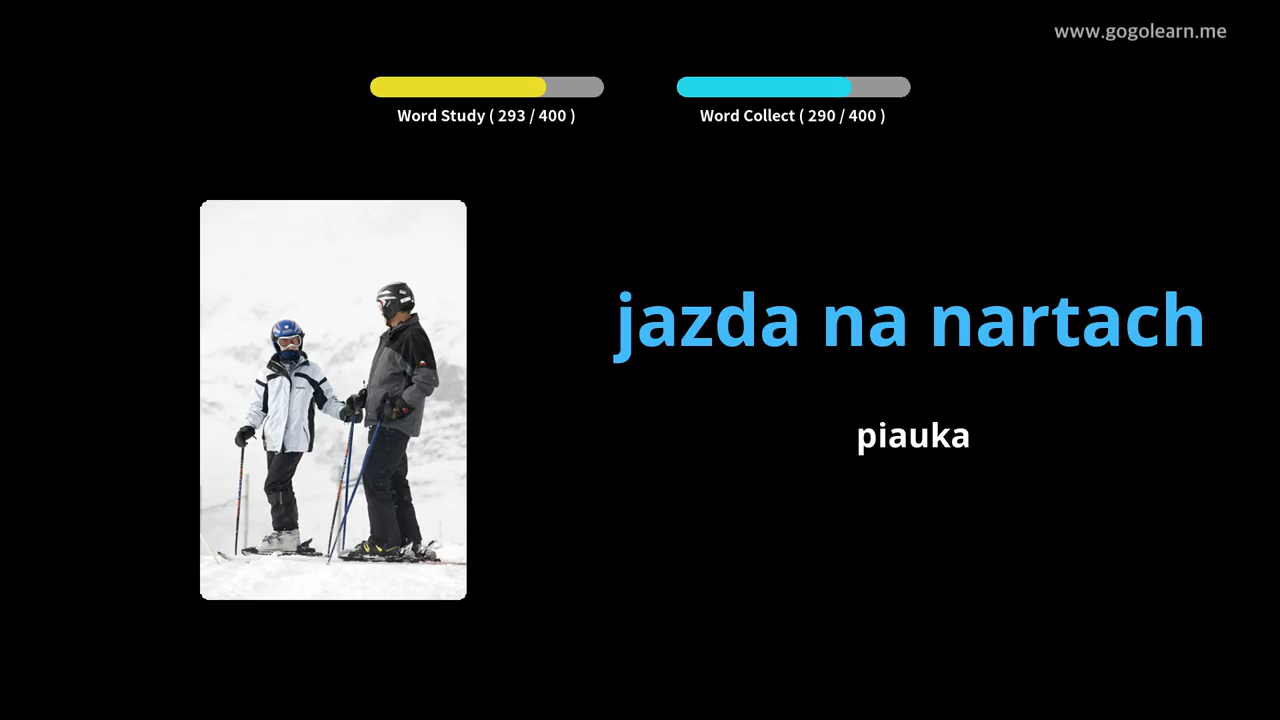 www.gogolearn.me
Word Study ( 293 / 400 )
Word Collect ( 290 / 400 )
jazda na nartach
piauka